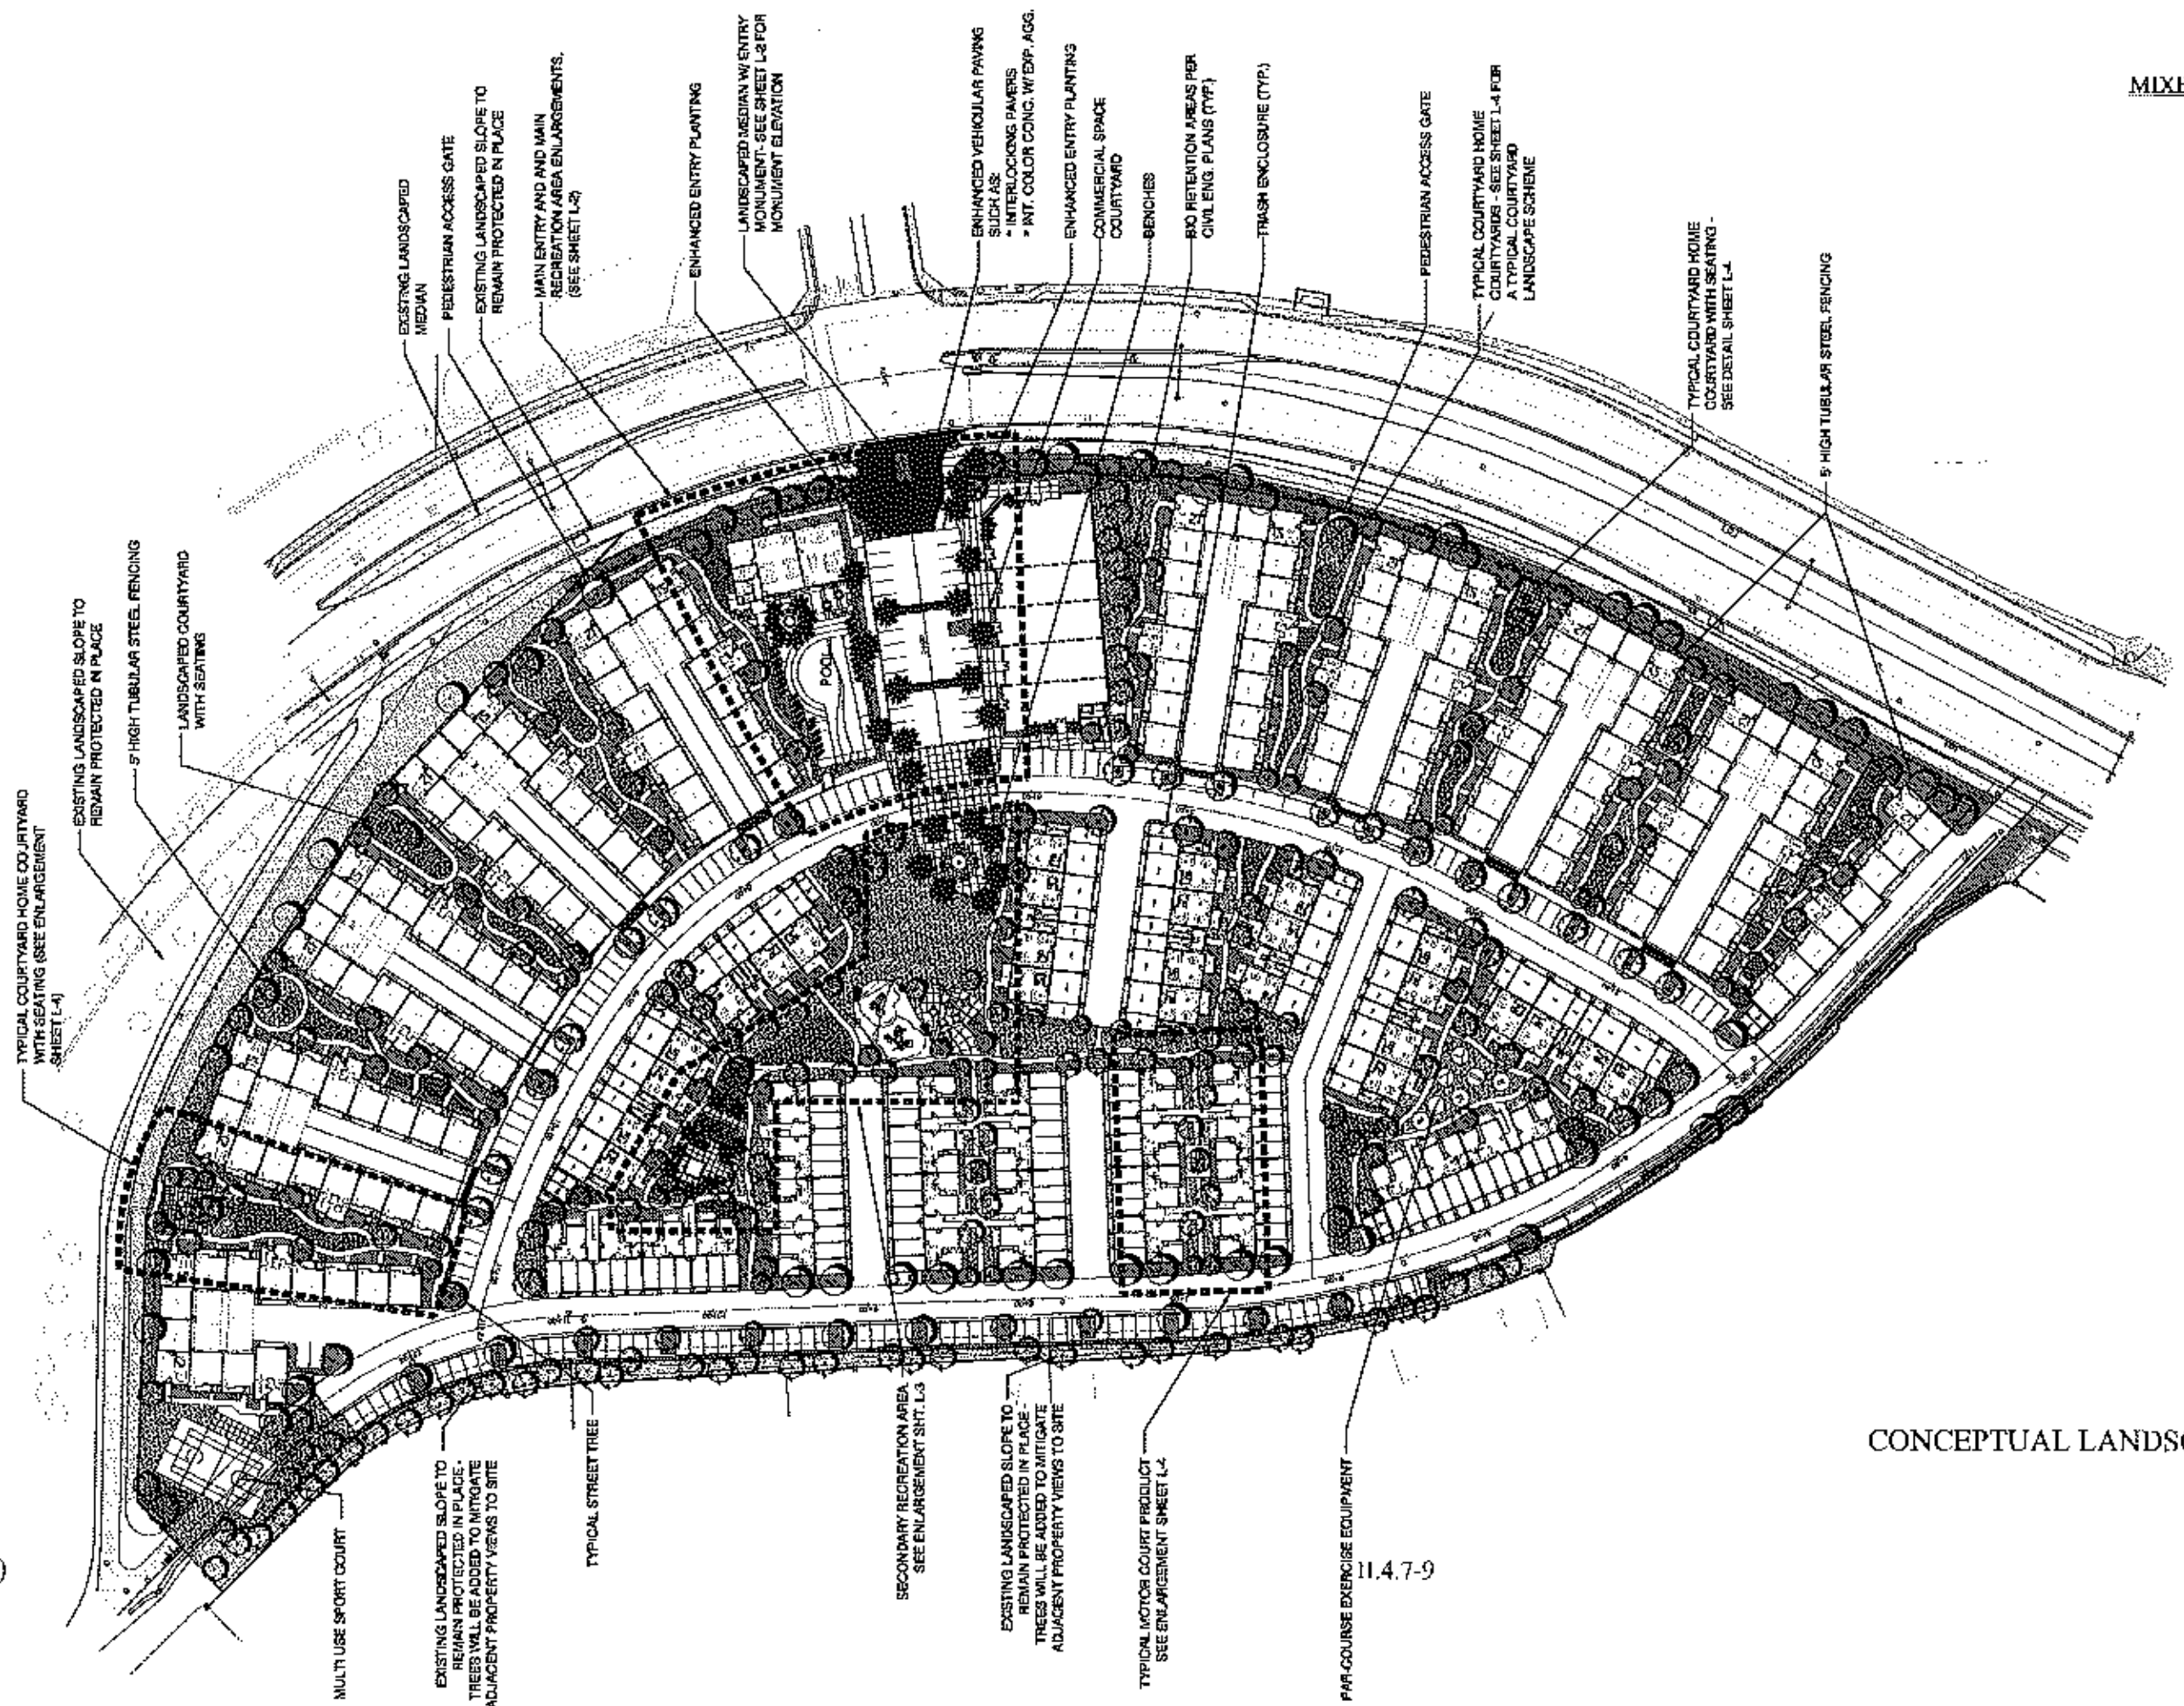 TYPICAL COURTYARD HOME COURTYARD
WITH SEATING (SEE ENLARGEMENT
SHEET L-4)
EXISTING LANDSCAPED SLOPE TO
REMAIN PROTECTED IN PLACE
5' HIGH TUBULAR STEEL FENCING
LANDSCAPED COURTYARD
WITH SEATING
EXISTING LANDSCAPED
MEDIAN
PEDESTRIAN ACCESS GATE
EXISTING LANDSCAPED SLOPE TO
REMAIN PROTECTED IN PLACE
MAIN ENTRY AND AND MAIN
RECREATION AREA ENLARGEMENTS,
(SEE SHEET L-2)
ENHANCED ENTRY PLANTING
LANDSCAPED MEDIAN W/ ENTRY
MONUMENT- SEE SHEET L-2 FOR
MONUMENT ELEVATION
ENHANCED VEHICULAR PAVING
SUCH AS:
* INTERLOCKING PAVERS
* INT. COLOR CONC. W/ EXP. AGG.
ENHANCED ENTRY PLANTING
COMMERCIAL SPACE
COURTYARD
BENCHES
BIO RETENTION AREAS PER
CIVIL ENG. PLANS (TYP.)
TRASH ENCLOSURE (TYP.)
PEDESTRIAN ACCESS GATE
TYPICAL COURTYARD HOME
COURTYARDS - SEE SHEET L-4 FOR
A TYPICAL COURTYARD
LANDSCAPE SCHEME
TYPICAL COURTYARD HOME
COURTYARD WITH SEATING -
SEE DETAIL SHEET L-4
5' HIGH TUBULAR STEEL FENCING
POOL
MULTI USE SPORT COURT
EXISTING LANDSCAPED SLOPE TO
REMAIN PROTECTED IN PLACE -
TREES WILL BE ADDED TO MITIGATE
ADJACENT PROPERTY VIEWS TO SITE
TYPICAL STREET TREE
SECONDARY RECREATION AREA
SEE ENLARGEMENT SHT. L-3
EXISTING LANDSCAPED SLOPE TO
REMAIN PROTECTED IN PLACE -
TREES WILL BE ADDED TO MITIGATE
ADJACENT PROPERTY VIEWS TO SITE
TYPICAL MOTOR COURT PRODUCT
SEE ENLARGEMENT SHEET L-4
PAR-COURSE EXERCISE EQUIPMENT
MIXE
CONCEPTUAL LANDS
II.4.7-9